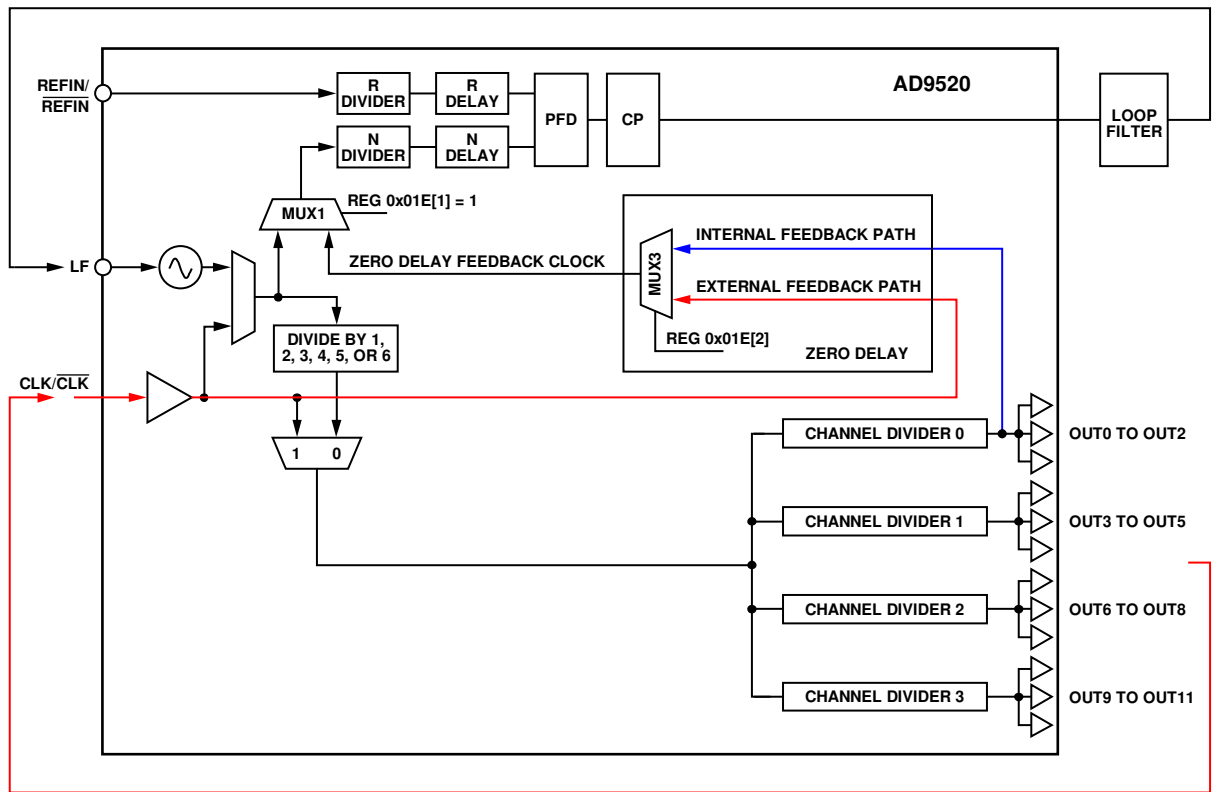 AD9520
REFIN/
REFIN
R
DIVIDER
R
DELAY
PFD
CP
LOOP
FILTER
N
DIVIDER
N
DELAY
REG 0x01E[1] = 1
MUX1
LF
ZERO DELAY FEEDBACK CLOCK
MUX3
INTERNAL FEEDBACK PATH
EXTERNAL FEEDBACK PATH
REG 0x01E[2]
ZERO DELAY
DIVIDE BY 1,
2, 3, 4, 5, OR 6
CLK/CLK
1 0
CHANNEL DIVIDER 0
OUT0 TO OUT2
CHANNEL DIVIDER 1
OUT3 TO OUT5
CHANNEL DIVIDER 2
OUT6 TO OUT8
CHANNEL DIVIDER 3
OUT9 TO OUT11